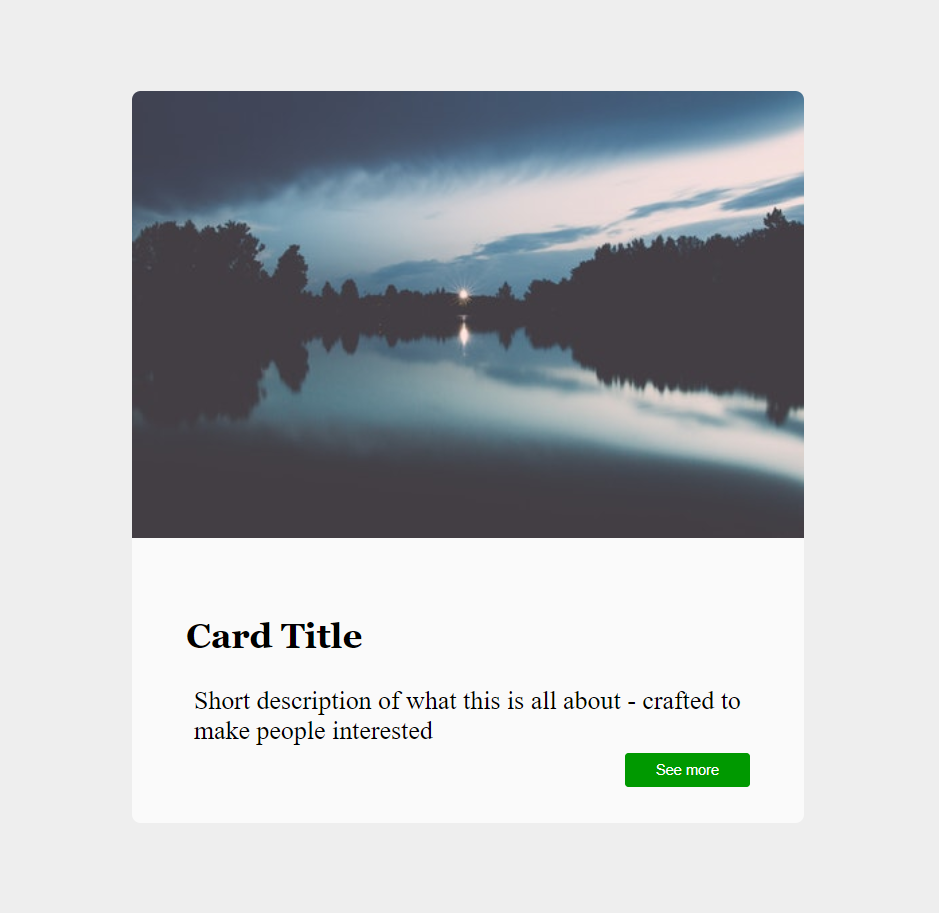 Card Title
Short description of what this is all about - crafted to
make people interested
See more